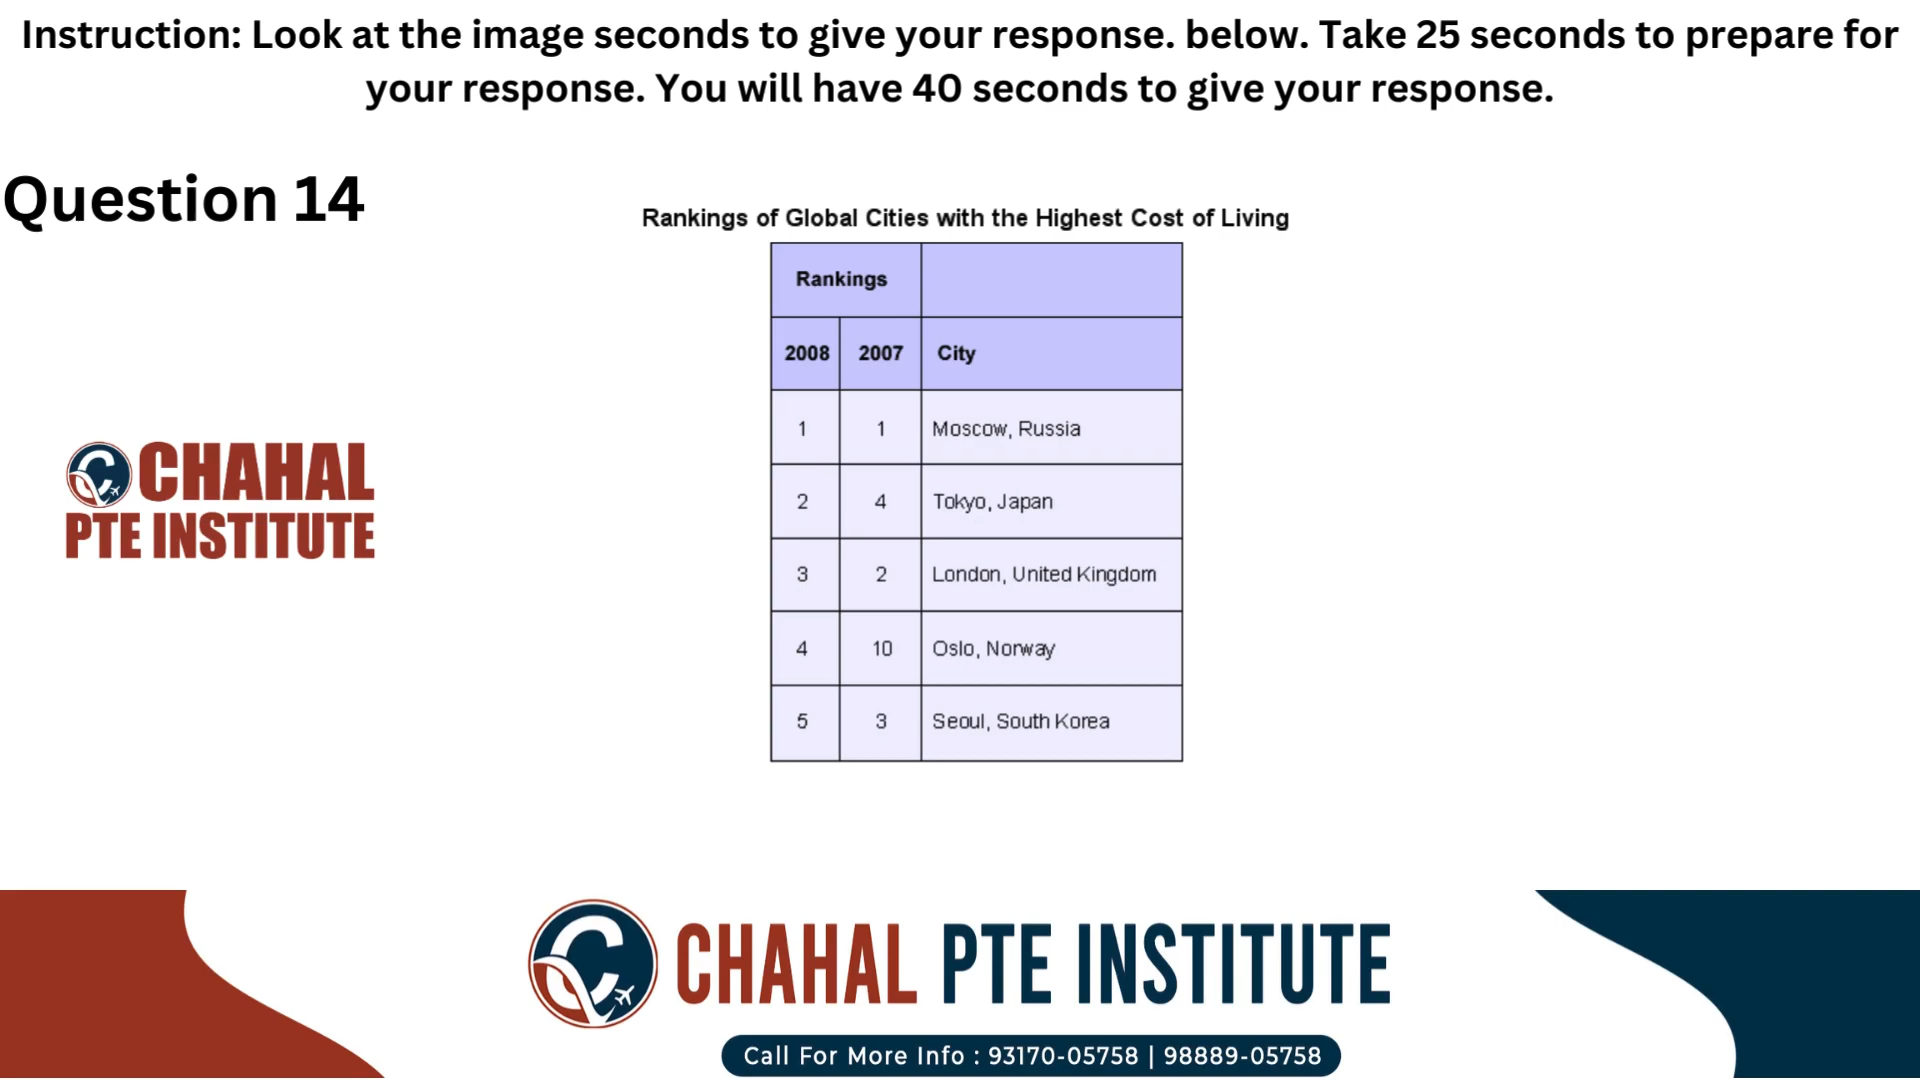 Instruction: Look at the image seconds to give your response. below. Take 25 seconds to prepare for
your response. You will have 40 seconds to give your response.
Question 14
Rankings of Global Cities with the Highest Cost of Living
Rankings
2008 2007 City
1 1 Moscow, Russia
2 4 Tokyo, Japan
3 2 London, United Kingdom
4 10 Oslo, Norway
5 3 Seoul, South Korea
CHAHAL
PTE INSTITUTE
CHAHAL PTE INSTITUTE
Call For More Info : 93170-05758 | 98889-05758